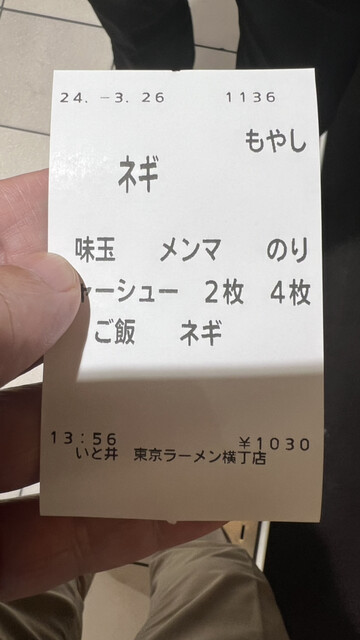 24. -3. 26 1136
もやし
ネギ
味玉 メンマ のり
ャーシュー 2枚 4枚
ご飯 ネギ
13:56 ¥1030
いと井 東京ラーメン横丁店